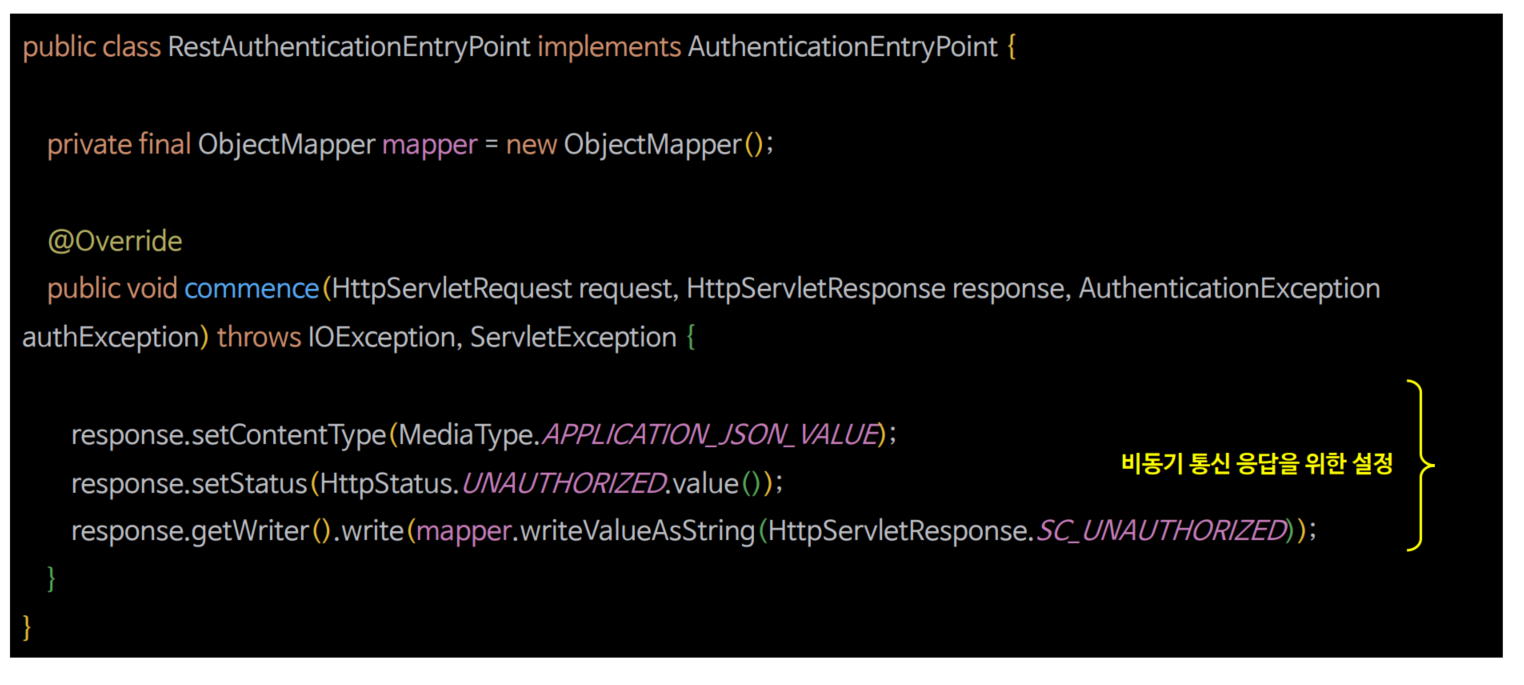 public class RestAuthenticationEntryPoint implements AuthenticationEntryPoint {
private final ObjectMapper mapper = new ObjectMapper();
@Override
public void commence(HttpServletRequest request, HttpServletResponse response, AuthenticationException
authException) throws IOException, ServletException {
response.setContentType(MediaType.APPLICATION_JSON_VALUE);
비동기 통신 응답을 위한 설정
response.setStatus(HttpStatus.UNAUTHORIZED.value());
response.getWriter().write(mapper.writeValueAsString(HttpServletResponse.SC_UNAUTHORIZED));
}
}